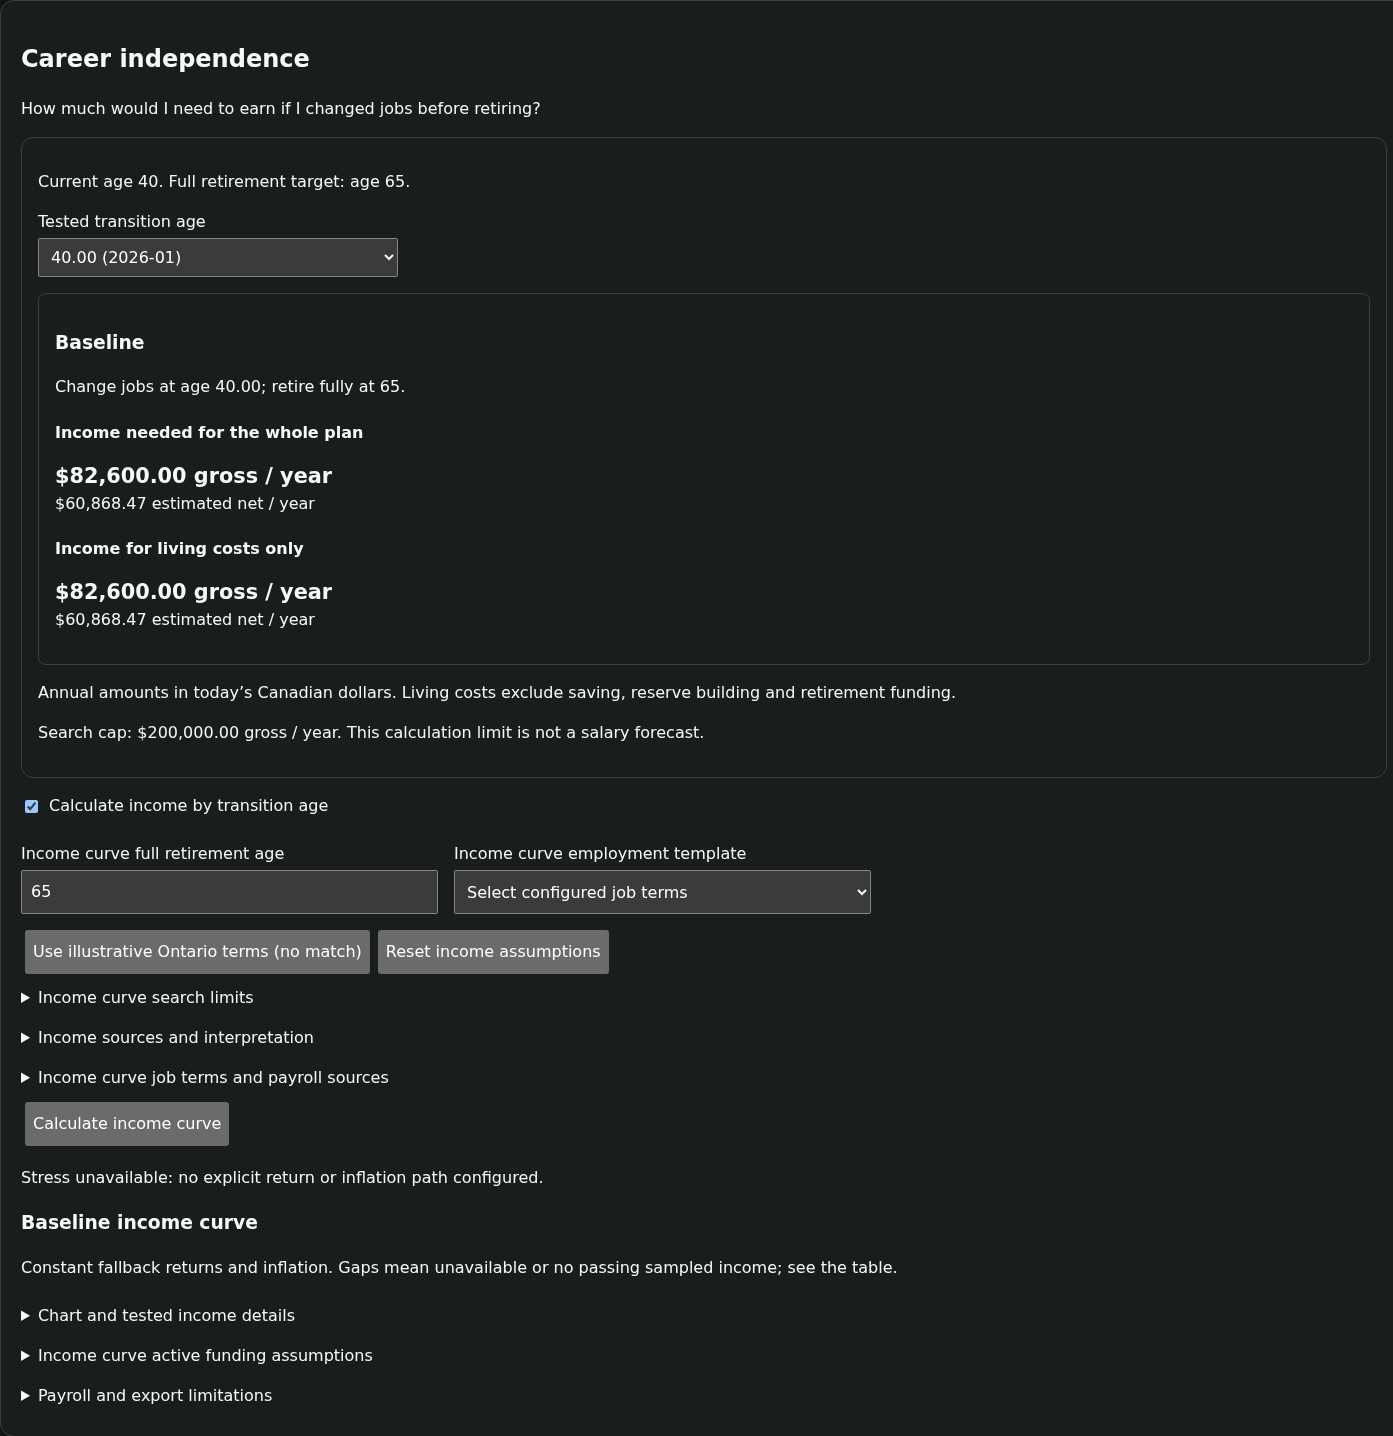 Career independence
How much would I need to earn if I changed jobs before retiring?
Current age 40. Full retirement target: age 65.
Tested transition age
40.00 (2026-01)
Baseline
Change jobs at age 40.00; retire fully at 65.
Income needed for the whole plan
$82,600.00 gross / year
$60,868.47 estimated net / year
Income for living costs only
$82,600.00 gross / year
$60,868.47 estimated net / year
Annual amounts in today’s Canadian dollars. Living costs exclude saving, reserve building and retirement funding.
Search cap: $200,000.00 gross / year. This calculation limit is not a salary forecast.
Calculate income by transition age
Income curve full retirement age
Income curve employment template
65
Select configured job terms
Use illustrative Ontario terms (no match)
Reset income assumptions
Income curve search limits
Income sources and interpretation
Income curve job terms and payroll sources
Calculate income curve
Stress unavailable: no explicit return or inflation path configured.
Baseline income curve
Constant fallback returns and inflation. Gaps mean unavailable or no passing sampled income; see the table.
Chart and tested income details
Income curve active funding assumptions
Payroll and export limitations